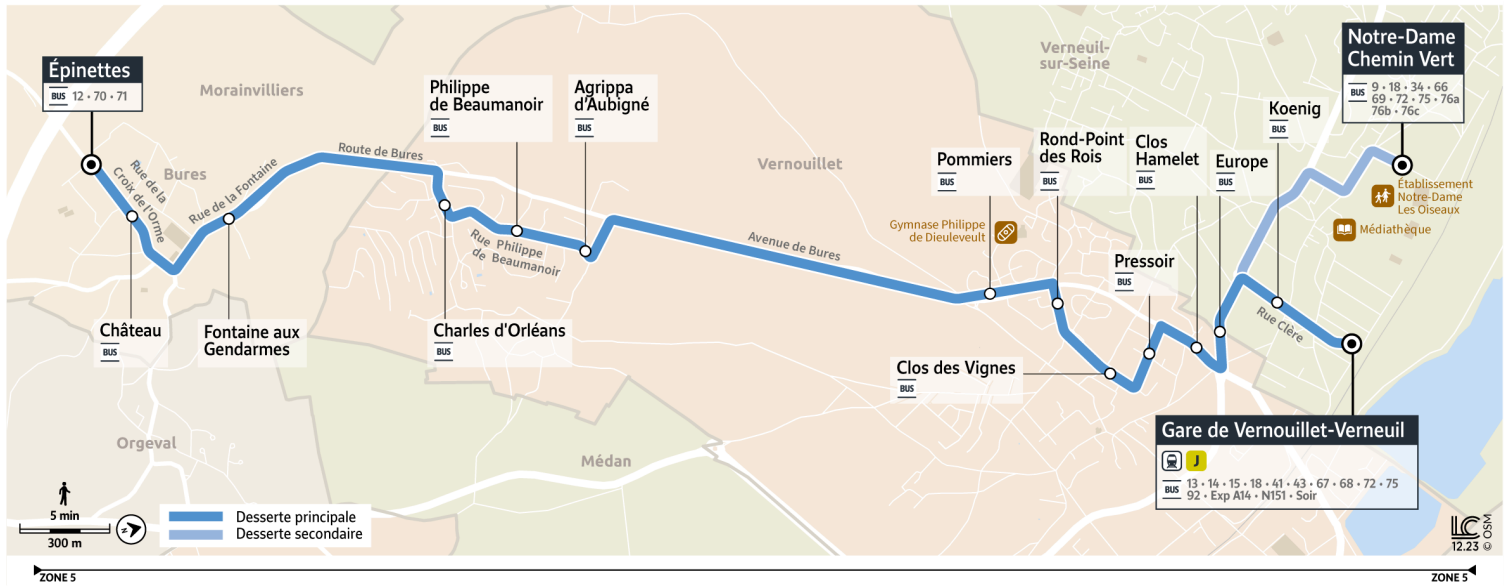 Épinettes
BUS 12 • 70 • 71
Morainvilliers
Bures
Rue de la
Croix de l'Orme
Rue de la Fontaine
Route de Bures
Château
BUS
Fontaine aux
Gendarmes
Philippe
de Beaumanoir
BUS
Agrippa
d'Aubigné
BUS
Charles d'Orléans
BUS
Rue Philippe
de Beaumanoir
Avenue de Bures
Vernouillet
Orgeval
Médan
Pommiers
BUS
Gymnase Philippe
de Dieuleveult
Rond-Point
des Rois
BUS
Clos des Vignes
BUS
Pressoir
BUS
Clos
Hamelet
BUS
Europe
BUS
Koenig
BUS
Verneuil-
sur-Seine
Notre-Dame
Chemin Vert
BUS 9 • 18 • 34 • 66
69 • 72 • 75 • 76a
76b • 76c
Établissement
Notre-Dame
Les Oiseaux
Médiathèque
Rue Clère
Gare de Vernouillet-Verneuil
J
BUS 13 • 14 • 15 • 18 • 41 • 43 • 67 • 68 • 72 • 75
92 • Exp A14 • N151 • Soir
5 min
300 m
N
Desserte principale
Desserte secondaire
LC
12.23 © OSM
ZONE 5
ZONE 5